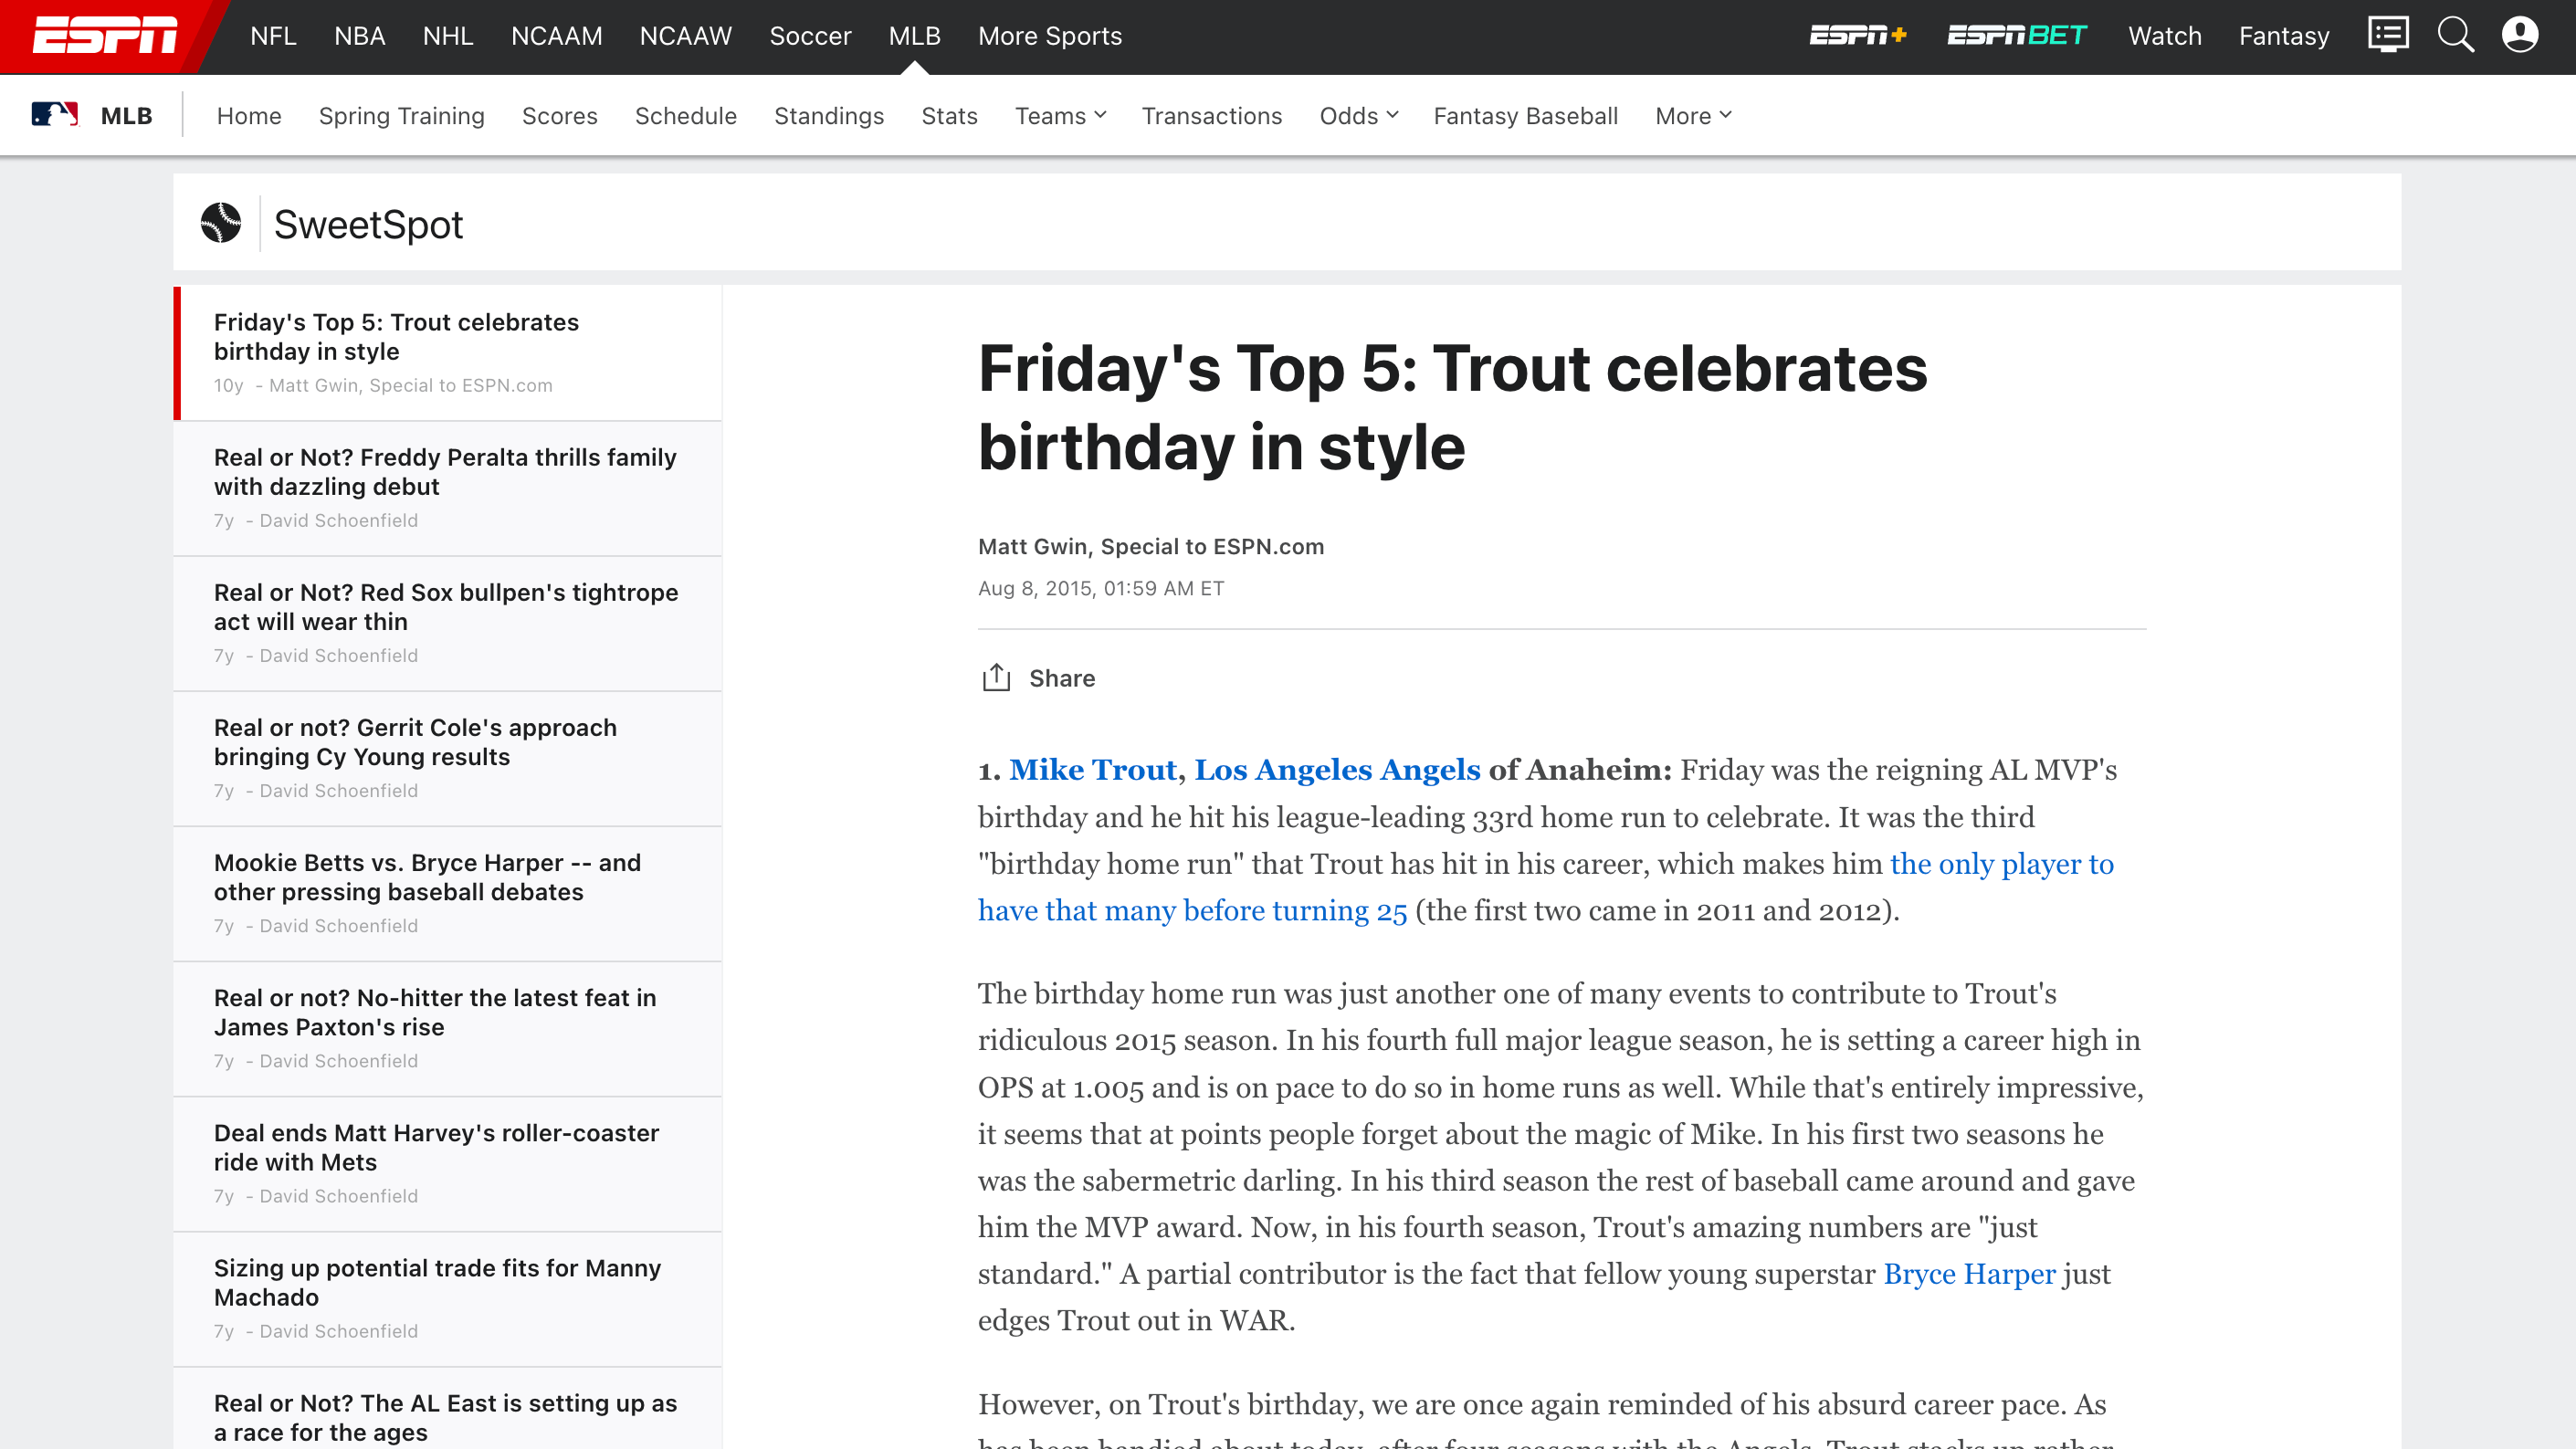 ESPN NFL NBA NHL NCAAM NCAAW Soccer MLB More Sports ESPN+ ESPN BET Watch Fantasy
MLB Home Spring Training Scores Schedule Standings Stats Teams Transactions Odds Fantasy Baseball More
SweetSpot
Friday's Top 5: Trout celebrates
birthday in style
10y - Matt Gwin, Special to ESPN.com
Real or Not? Freddy Peralta thrills family
with dazzling debut
7y - David Schoenfield
Real or Not? Red Sox bullpen's tightrope
act will wear thin
7y - David Schoenfield
Real or not? Gerrit Cole's approach
bringing Cy Young results
7y - David Schoenfield
Mookie Betts vs. Bryce Harper -- and
other pressing baseball debates
7y - David Schoenfield
Real or not? No-hitter the latest feat in
James Paxton's rise
7y - David Schoenfield
Deal ends Matt Harvey's roller-coaster
ride with Mets
7y - David Schoenfield
Sizing up potential trade fits for Manny
Machado
7y - David Schoenfield
Real or Not? The AL East is setting up as
a race for the ages
Friday's Top 5: Trout celebrates
birthday in style
Matt Gwin, Special to ESPN.com
Aug 8, 2015, 01:59 AM ET
Share
1. Mike Trout, Los Angeles Angels of Anaheim: Friday was the reigning AL MVP's
birthday and he hit his league-leading 33rd home run to celebrate. It was the third
"birthday home run" that Trout has hit in his career, which makes him the only player to
have that many before turning 25 (the first two came in 2011 and 2012).
The birthday home run was just another one of many events to contribute to Trout's
ridiculous 2015 season. In his fourth full major league season, he is setting a career high in
OPS at 1.005 and is on pace to do so in home runs as well. While that's entirely impressive,
it seems that at points people forget about the magic of Mike. In his first two seasons he
was the sabermetric darling. In his third season the rest of baseball came around and gave
him the MVP award. Now, in his fourth season, Trout's amazing numbers are "just
standard." A partial contributor is the fact that fellow young superstar Bryce Harper just
edges Trout out in WAR.
However, on Trout's birthday, we are once again reminded of his absurd career pace. As
has been bandied about today, after four seasons with the Angels, Trout stacks up rather